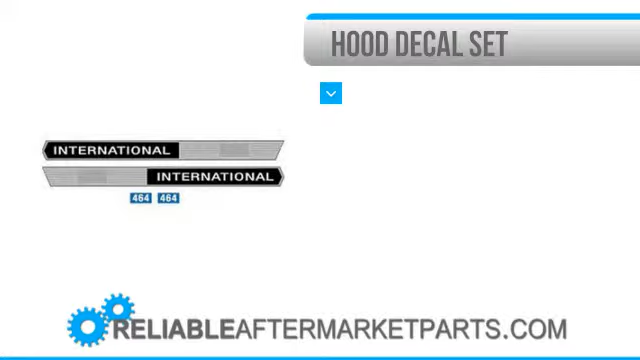 HOOD DECAL SET
INTERNATIONAL
INTERNATIONAL
464 464
RELIABLEAFTERMARKETPARTS.COM